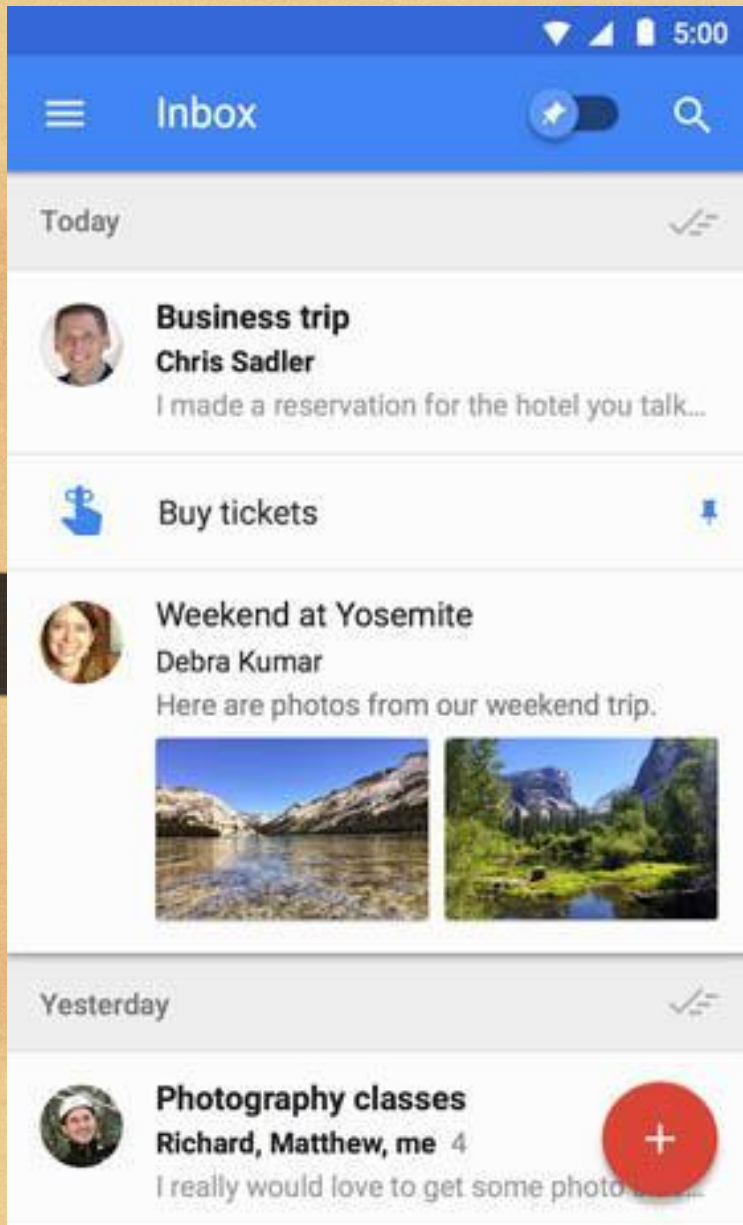 5:00
Inbox
Today
Business trip
Chris Sadler
I made a reservation for the hotel you talk...
Buy tickets
Weekend at Yosemite
Debra Kumar
Here are photos from our weekend trip.
Yesterday
Photography classes
Richard, Matthew, me 4
I really would love to get some photo